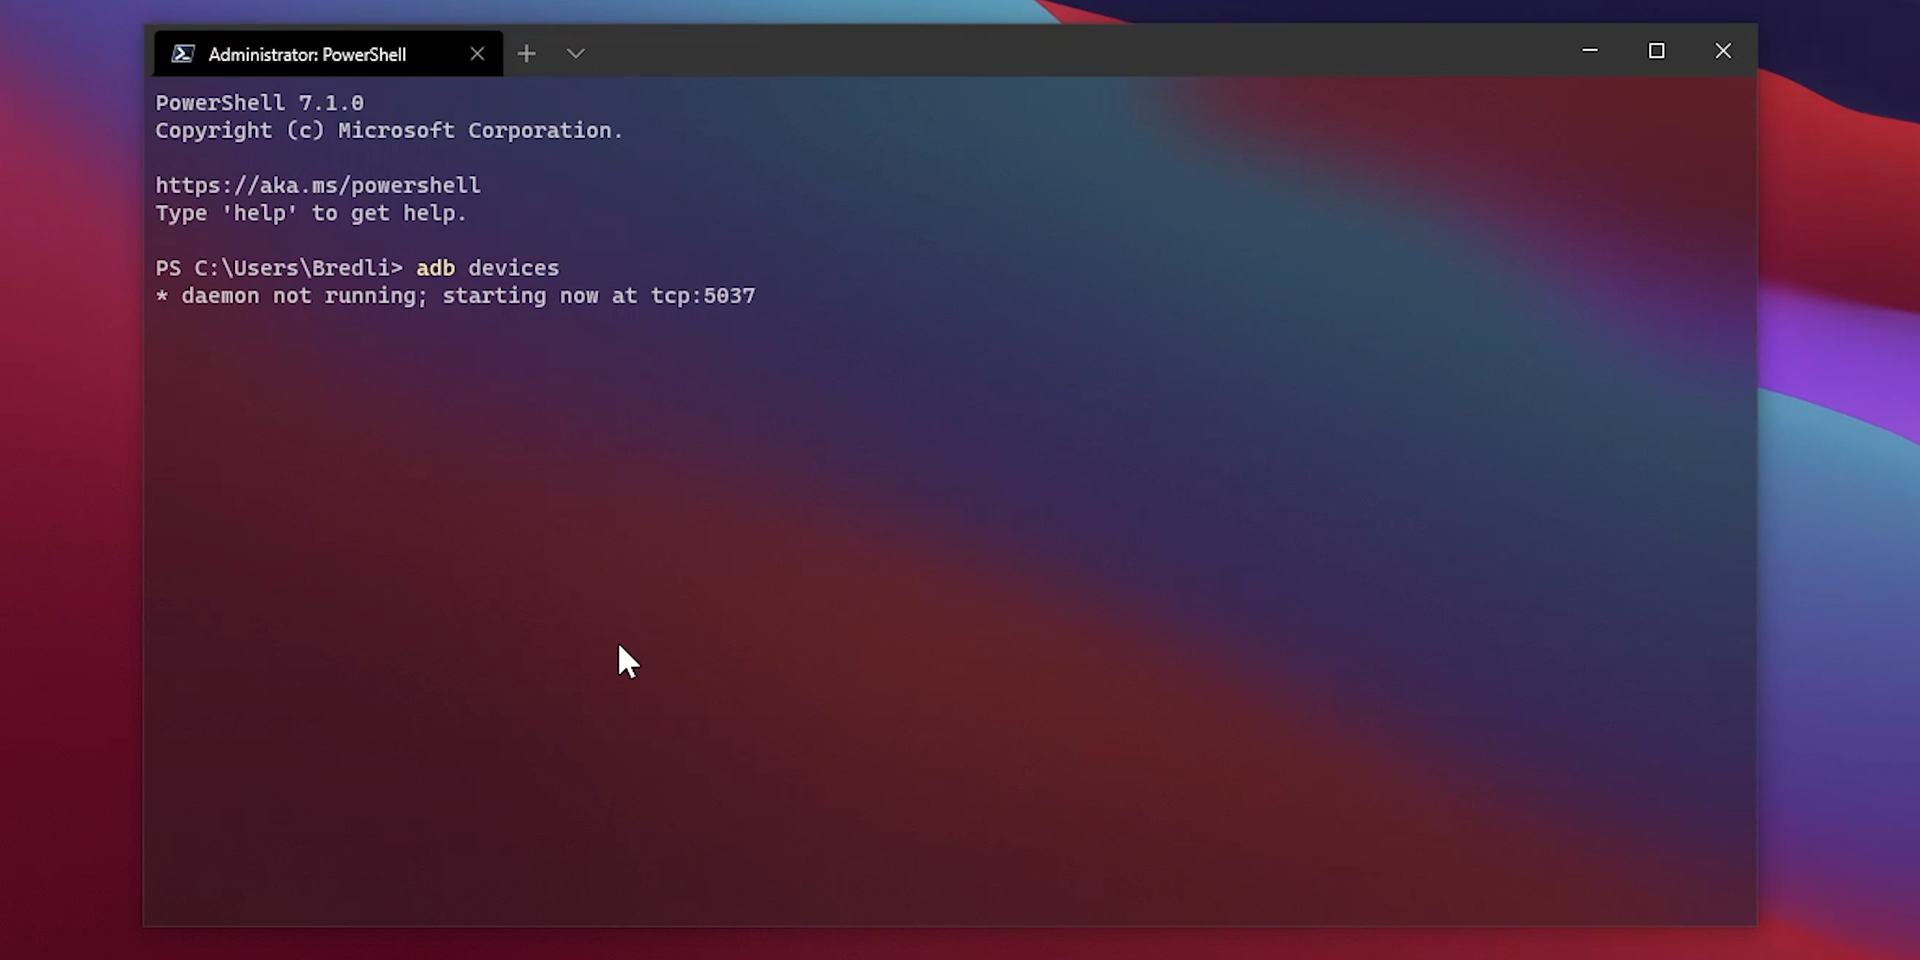 Administrator: PowerShell
PowerShell 7.1.0
Copyright (c) Microsoft Corporation.
https://aka.ms/powershell
Type 'help' to get help.
PS C:\Users\Bredli> adb devices
* daemon not running; starting now at tcp:5037